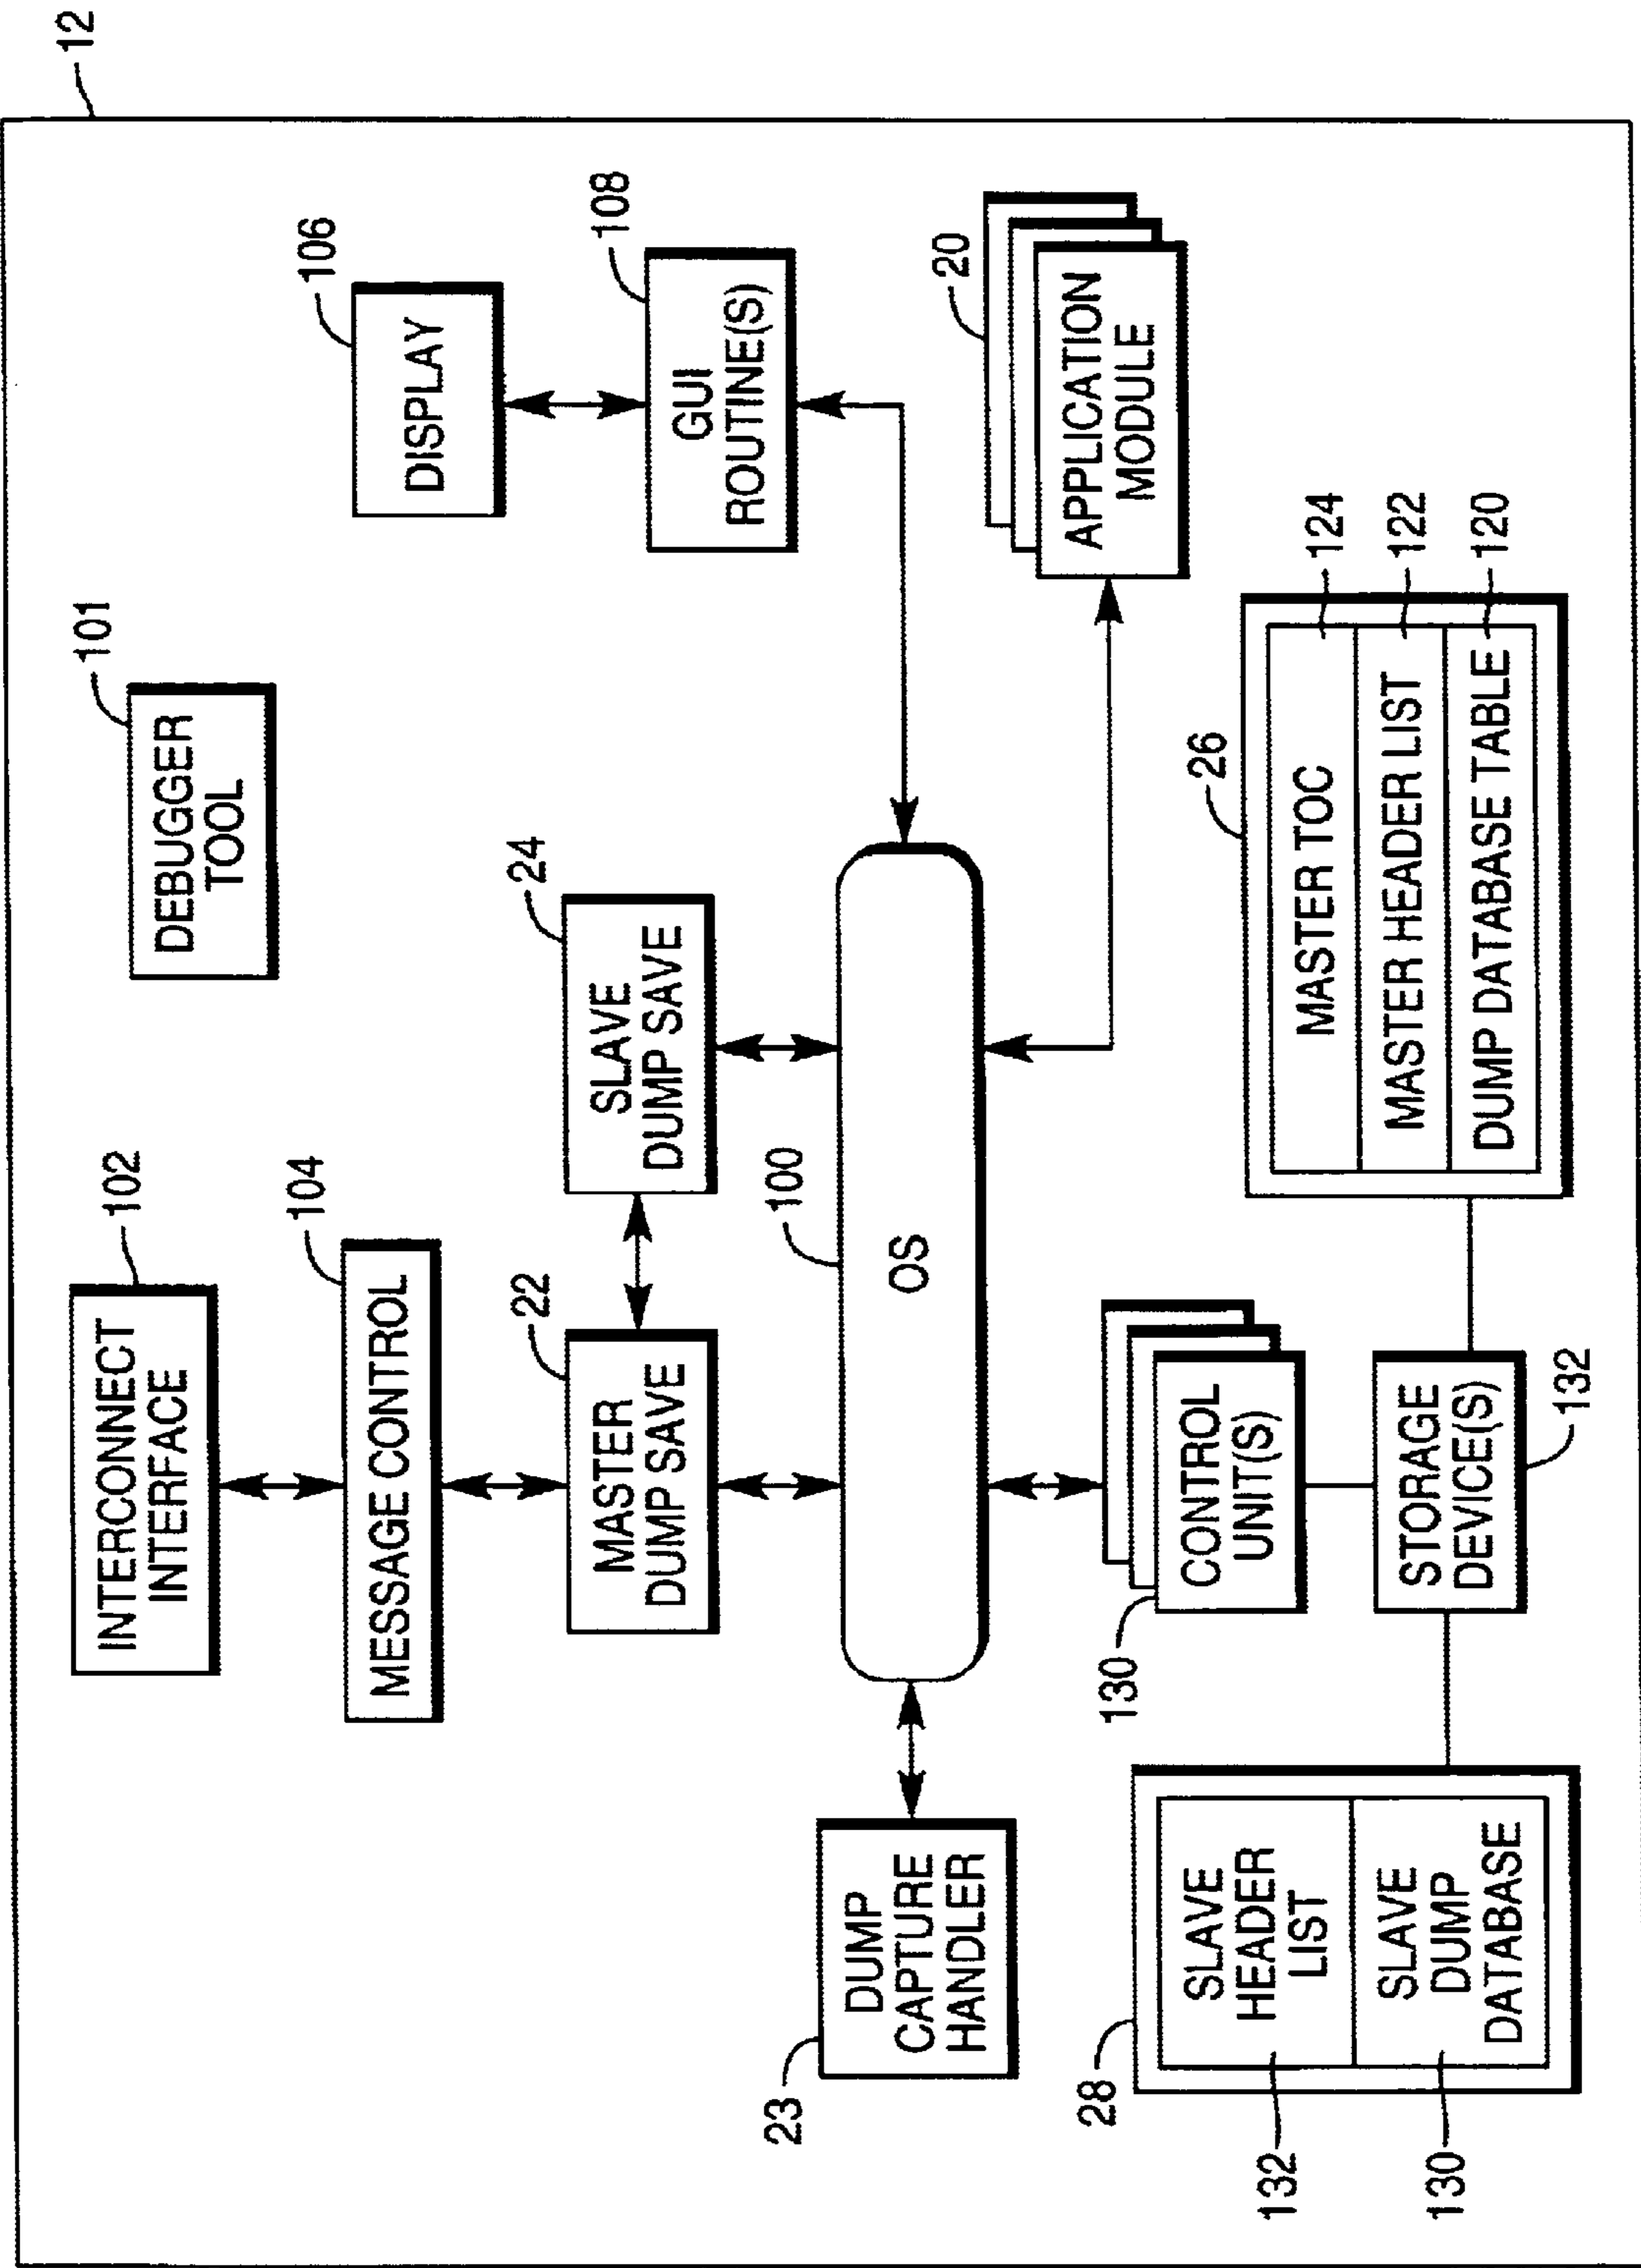 12
INTERCONNECT
INTERFACE
102
DEBUGGER
TOOL
101
MESSAGE CONTROL
104
DISPLAY
106
MASTER
DUMP SAVE
22
SLAVE
DUMP SAVE
24
GUI
ROUTINE(S)
108
DUMP
CAPTURE
HANDLER
23
OS
100
APPLICATION
MODULE
20
CONTROL
UNIT(S)
130
STORAGE
DEVICE(S)
132
28
SLAVE
HEADER
LIST
132
SLAVE
DUMP
DATABASE
130
26
MASTER TOC
124
MASTER HEADER LIST
122
DUMP DATABASE TABLE
120